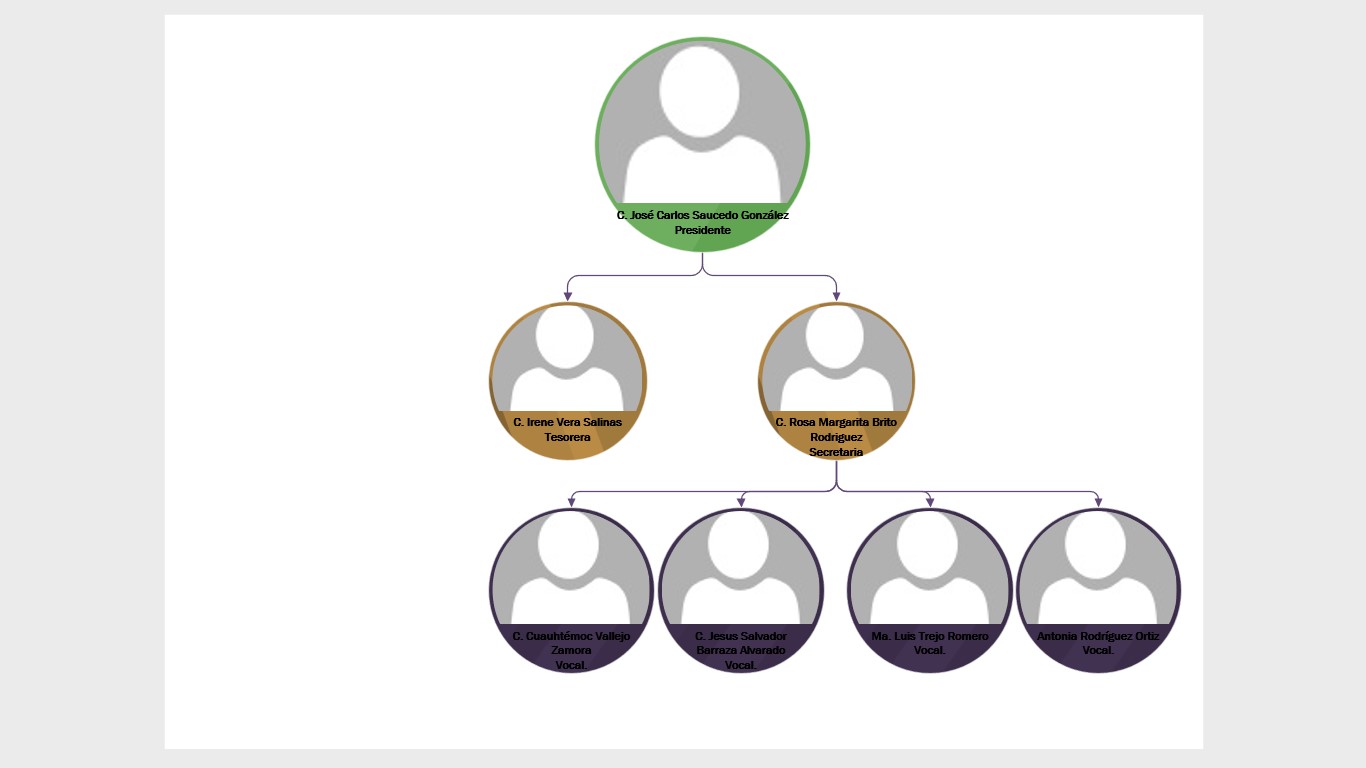 C. José Carlos Saucedo González
Presidente
C. Irene Vera Salinas
Tesorera
C. Rosa Margarita Brito
Rodriguez
Secretaria
C. Cuauhtémoc Vallejo
Zamora
Vocal.
C. Jesus Salvador
Barraza Alvarado
Vocal.
Ma. Luis Trejo Romero
Vocal.
Antonia Rodríguez Ortiz
Vocal.